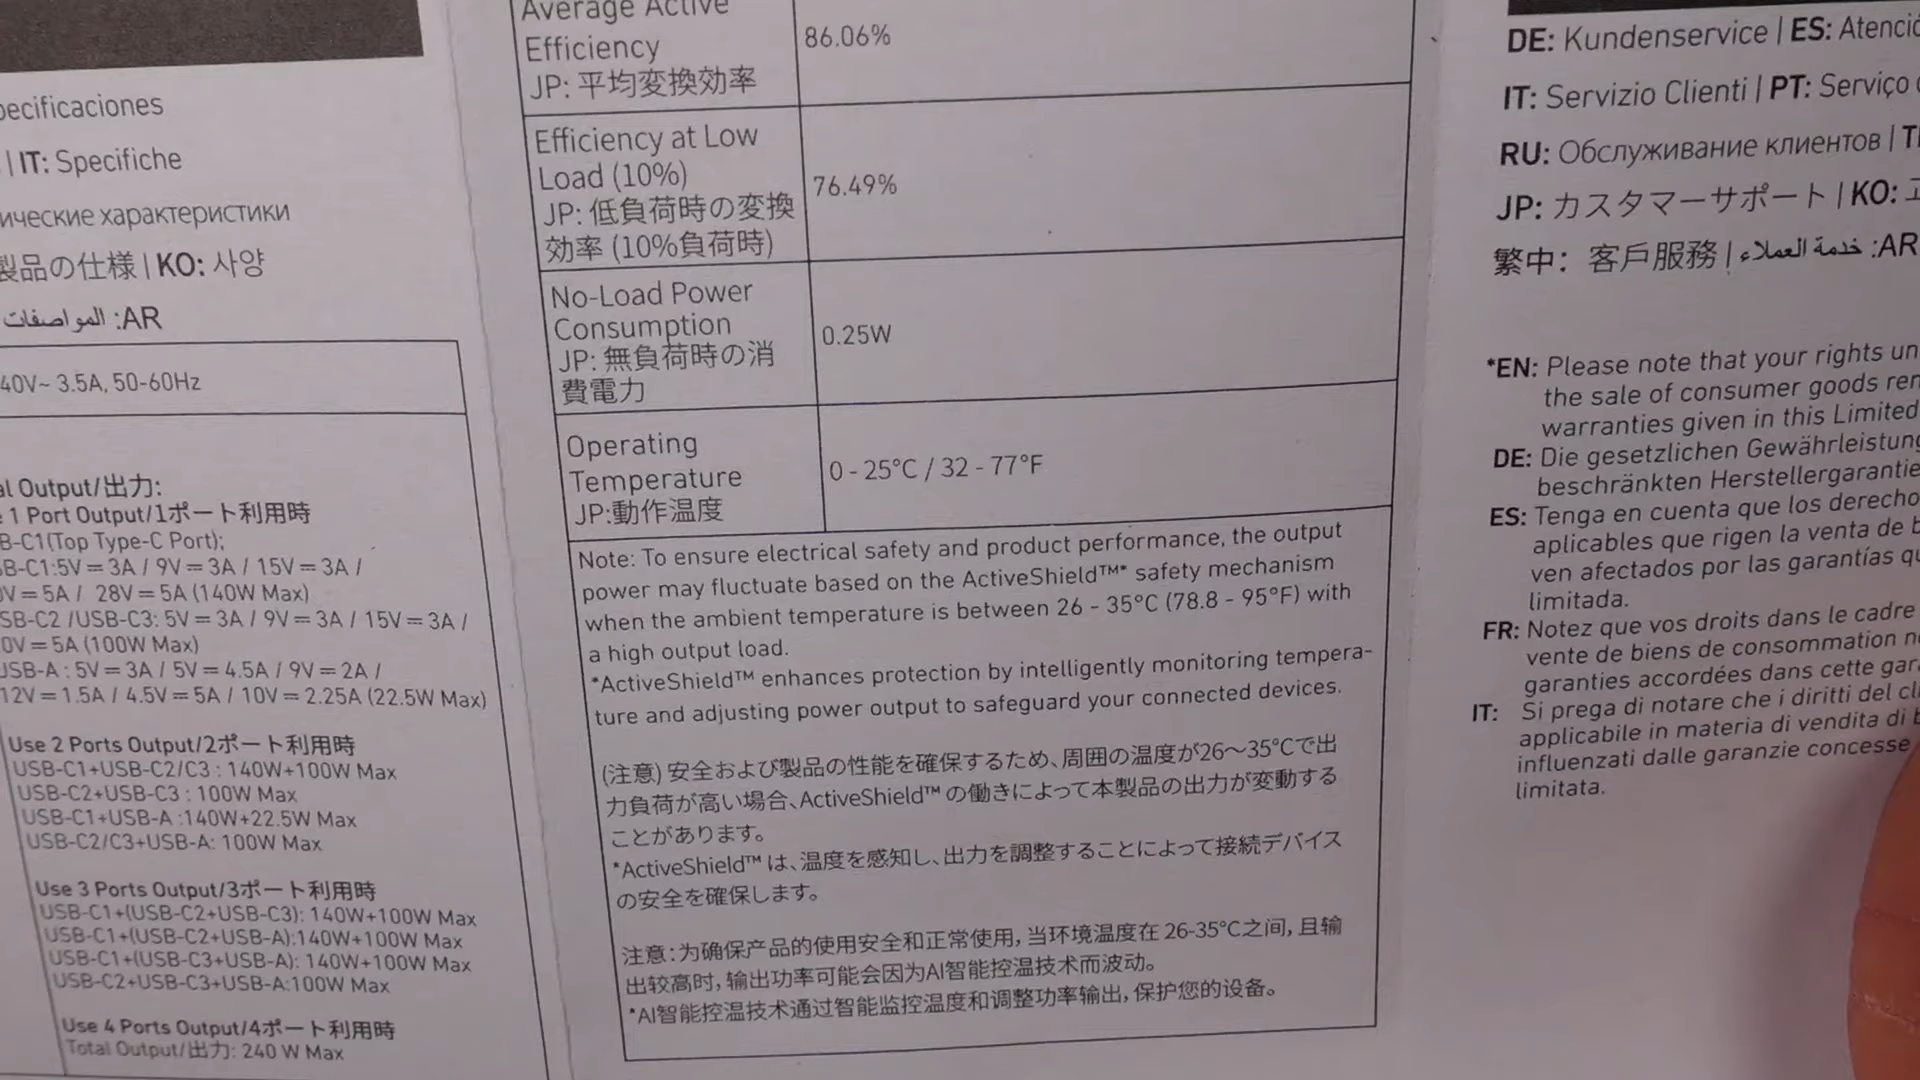 pecificaciones
| IT: Specifiche
ические характеристики
製品の仕様 | KO: 사양
المواصفات :AR
40V~ 3.5A, 50-60Hz
al Output/出力:
e 1 Port Output/1ポート利用時
B-C1(Top Type-C Port);
B-C1:5V⎓3A / 9V⎓3A / 15V⎓3A /
0V⎓5A / 28V⎓5A (140W Max)
SB-C2 /USB-C3: 5V⎓3A / 9V⎓3A / 15V⎓3A /
0V⎓5A (100W Max)
USB-A : 5V⎓3A / 5V⎓4.5A / 9V⎓2A /
12V⎓1.5A / 4.5V⎓5A / 10V⎓2.25A (22.5W Max)
Use 2 Ports Output/2ポート利用時
USB-C1+USB-C2/C3 : 140W+100W Max
USB-C2+USB-C3 : 100W Max
USB-C1+USB-A :140W+22.5W Max
USB-C2/C3+USB-A: 100W Max
Use 3 Ports Output/3ポート利用時
USB-C1+(USB-C2+USB-C3): 140W+100W Max
USB-C1+(USB-C2+USB-A):140W+100W Max
USB-C1+(USB-C3+USB-A): 140W+100W Max
USB-C2+USB-C3+USB-A:100W Max
Use 4 Ports Output/4ポート利用時
Total Output/出力: 240 W Max
Average Active
Efficiency
JP: 平均変換効率
86.06%
Efficiency at Low
Load (10%)
JP: 低負荷時の変換
効率 (10%負荷時)
76.49%
No-Load Power
Consumption
JP: 無負荷時の消
費電力
0.25W
Operating
Temperature
JP:動作温度
0 - 25°C / 32 - 77°F
Note: To ensure electrical safety and product performance, the output
power may fluctuate based on the ActiveShield™* safety mechanism
when the ambient temperature is between 26 - 35°C (78.8 - 95°F) with
a high output load.
*ActiveShield™ enhances protection by intelligently monitoring tempera-
ture and adjusting power output to safeguard your connected devices.
(注意) 安全および製品の性能を確保するため、周囲の温度が26〜35°Cで出
力負荷が高い場合、ActiveShield™ の働きによって本製品の出力が変動する
ことがあります。
*ActiveShield™ は、温度を感知し、出力を調整することによって接続デバイス
の安全を確保します。
注意：为确保产品的使用安全和正常使用，当环境温度在 26-35°C之间，且输
出较高时，输出功率可能会因为AI智能控温技术而波动。
*AI智能控温技术通过智能监控温度和调整功率输出，保护您的设备。
DE: Kundenservice | ES: Atenció
IT: Servizio Clienti | PT: Serviço
RU: Обслуживание клиентов | T
JP: カスタマーサポート | KO:
繁中：客戶服務 | خدمة العملاء :AR
*EN: Please note that your rights un
the sale of consumer goods rem
warranties given in this Limited
DE: Die gesetzlichen Gewährleistung
beschränkten Herstellergarantie
ES: Tenga en cuenta que los derecho
aplicables que rigen la venta de b
ven afectados por las garantías qu
limitada.
FR: Notez que vos droits dans le cadre
vente de biens de consommation n
garanties accordées dans cette gar
IT: Si prega di notare che i diritti del cl
applicabile in materia di vendita di b
influenzati dalle garanzie concesse
limitata.